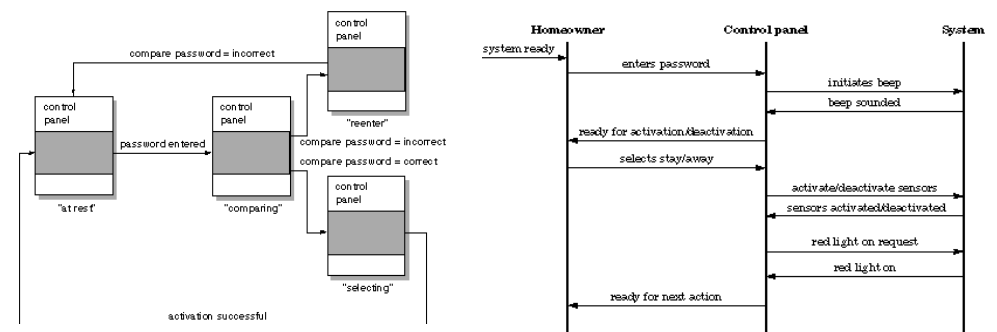 control
panel
compare password = incorrect
"reenter"
control
panel
"at rest"
password entered
control
panel
"comparing"
compare password = incorrect
compare password = correct
control
panel
"selecting"
activation successful
Homeowner
Control panel
System
system ready
enters password
initiates beep
beep sounded
ready for activation/deactivation
selects stay/away
activate/deactivate sensors
sensors activated/deactivated
red light on request
red light on
ready for next action